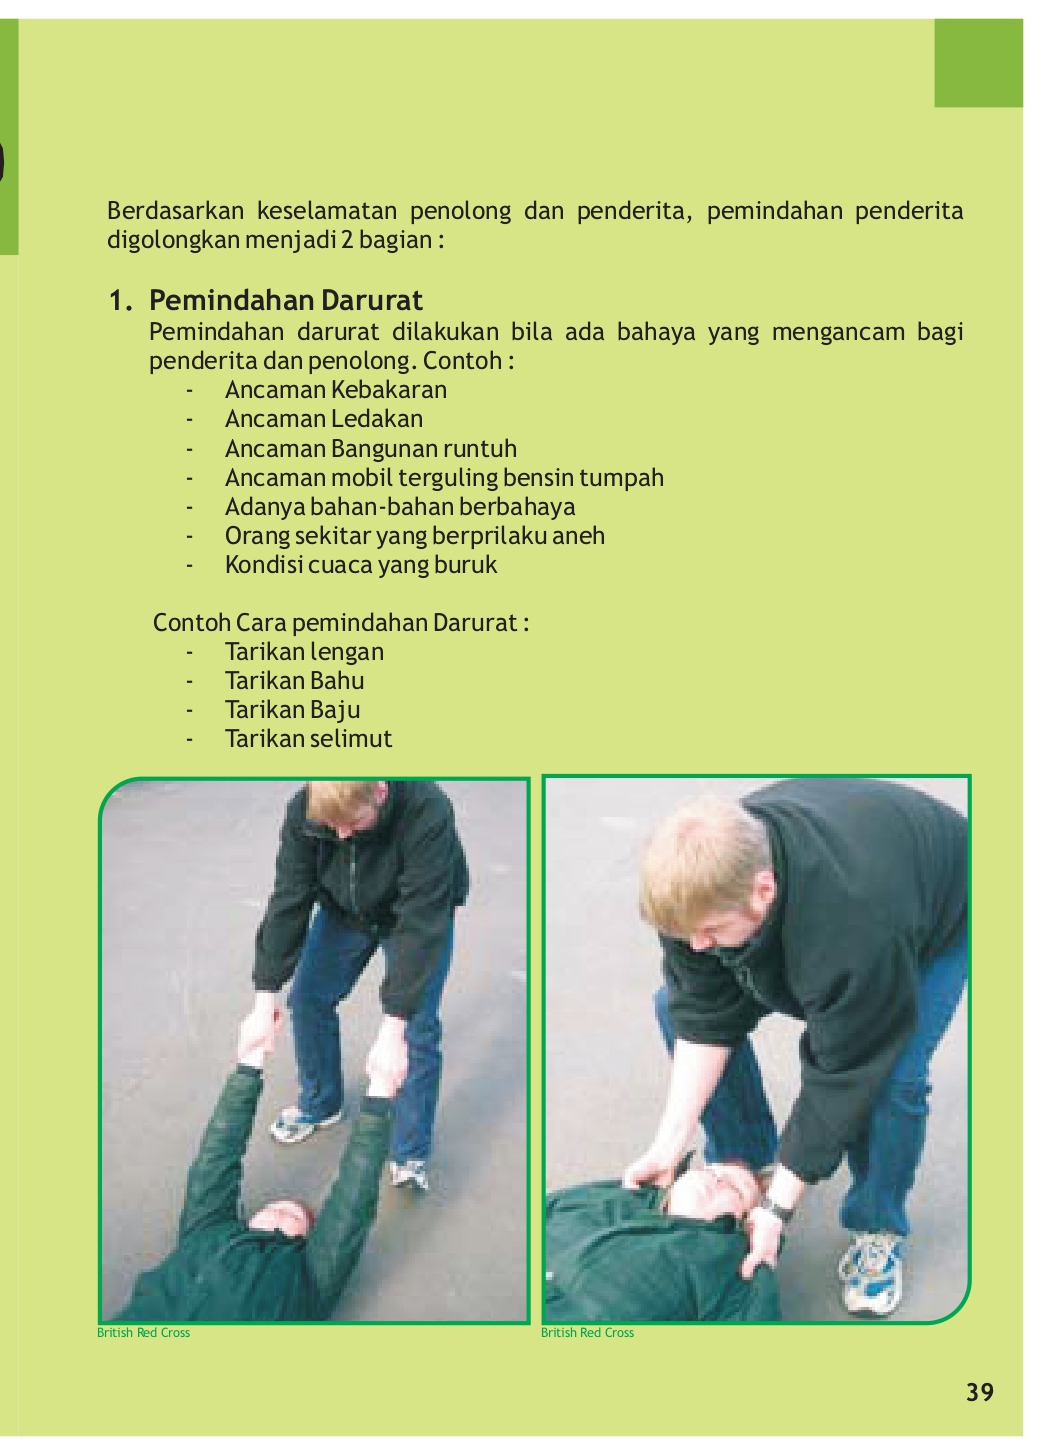 Berdasarkan keselamatan penolong dan penderita, pemindahan penderita
digolongkan menjadi 2 bagian :
1. Pemindahan Darurat
Pemindahan darurat dilakukan bila ada bahaya yang mengancam bagi
penderita dan penolong. Contoh :
- Ancaman Kebakaran
- Ancaman Ledakan
- Ancaman Bangunan runtuh
- Ancaman mobil terguling bensin tumpah
- Adanya bahan-bahan berbahaya
- Orang sekitar yang berprilaku aneh
- Kondisi cuaca yang buruk
Contoh Cara pemindahan Darurat :
- Tarikan lengan
- Tarikan Bahu
- Tarikan Baju
- Tarikan selimut
British Red Cross
British Red Cross
39